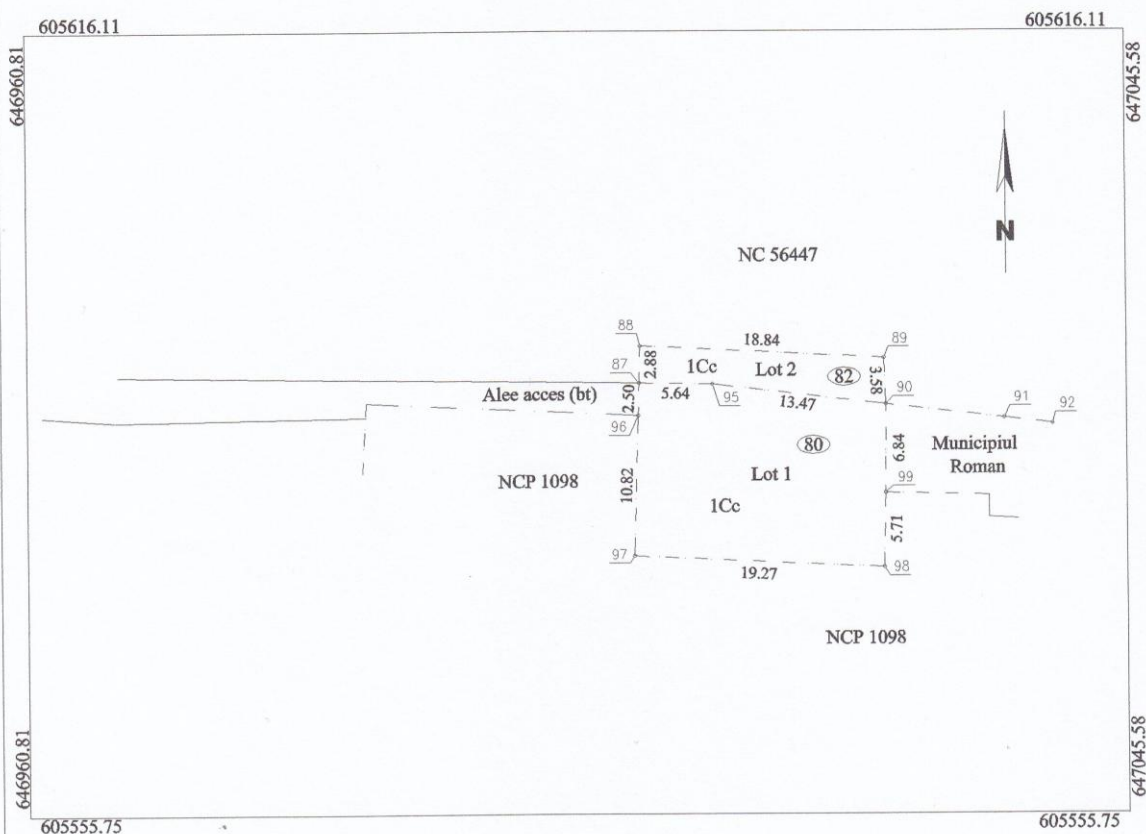 605616.11
605616.11
646960.81
647045.58
N
NC 56447
88
18.84
89
87
2.88
1Cc
Lot 2
82
3.58
90
Alee acces (bt)
2.50
5.64
95
13.47
91
92
96
80
6.84
Municipiul
Roman
NCP 1098
10.82
Lot 1
99
1Cc
5.71
97
19.27
98
NCP 1098
646960.81
647045.58
605555.75
605555.75